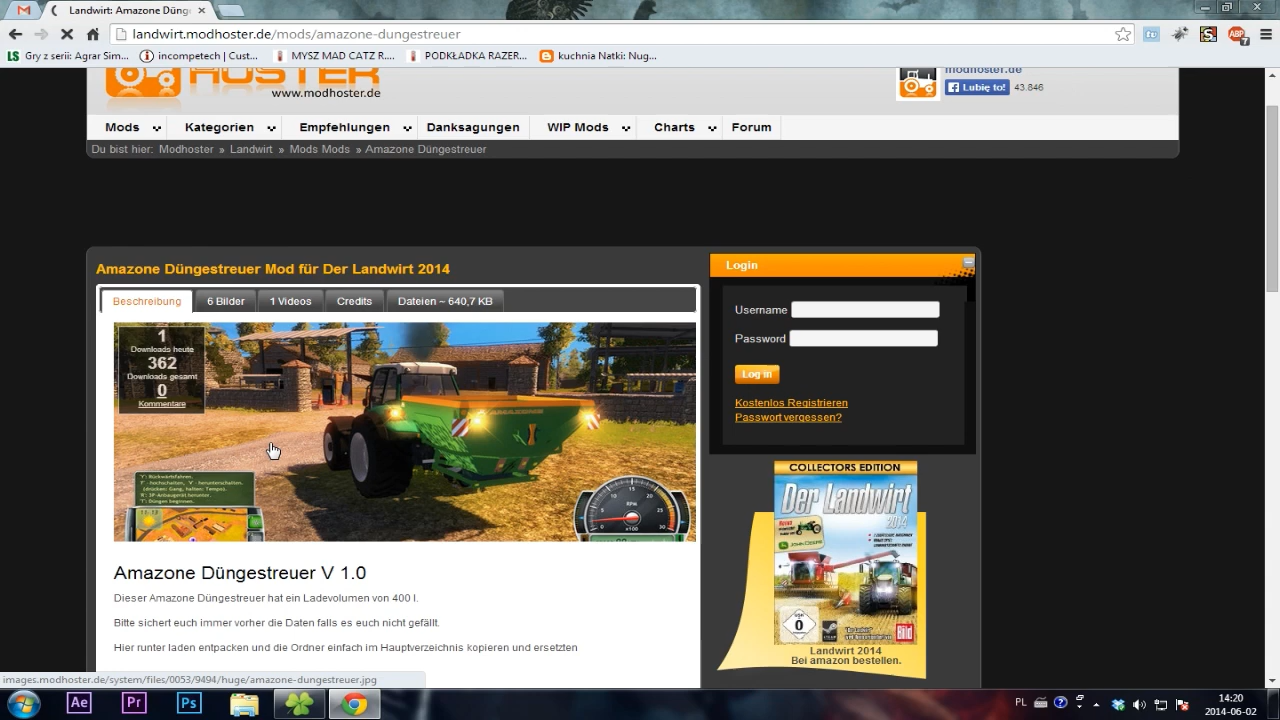 Landwirt: Amazone Düng
landwirt.modhoster.de/mods/amazone-dungestreuer
Gry z serii: Agrar Sim...
incompetech | Cust...
MYSZ MAD CATZ R....
PODKŁADKA RAZER...
kuchnia Natki: Nug...
HOSTER
www.modhoster.de
modhoster.de
Lubię to! 43.846
Mods Kategorien Empfehlungen Danksagungen WIP Mods Charts Forum
Du bist hier: Modhoster » Landwirt » Mods Mods » Amazone Düngestreuer
Amazone Düngestreuer Mod für Der Landwirt 2014
Beschreibung 6 Bilder 1 Videos Credits Dateien ~ 640,7 KB
1
Downloads heute
362
Downloads gesamt
0
Kommentare
Login
Username
Password
Log in
Kostenlos Registrieren
Passwort vergessen?
COLLECTORS EDITION
Der Landwirt
2014
Bild
Landwirt 2014
Bei amazon bestellen.
Amazone Düngestreuer V 1.0
Dieser Amazone Düngestreuer hat ein Ladevolumen von 400 l.
Bitte sichert euch immer vorher die Daten falls es euch nicht gefällt.
Hier runter laden entpacken und die Ordner einfach im Hauptverzeichnis kopieren und ersetzten
images.modhoster.de/system/files/0053/9494/huge/amazone-dungestreuer.jpg
Ae Pr Ps
PL
14:20
2014-06-02